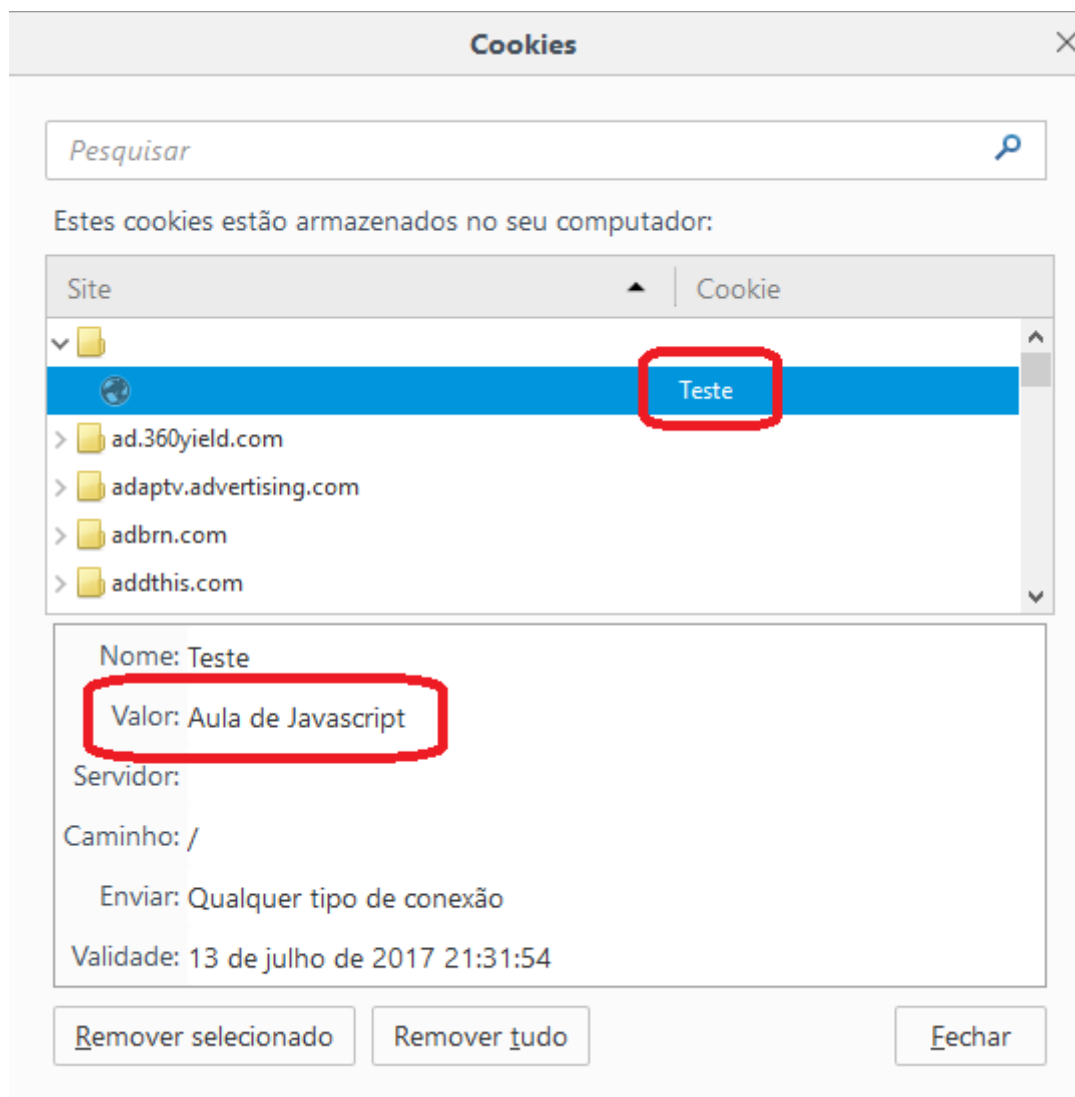 Cookies
Pesquisar
Estes cookies estão armazenados no seu computador:
Site Cookie
Teste
ad.360yield.com
adaptv.advertising.com
adbrn.com
addthis.com
Nome: Teste
Valor: Aula de Javascript
Servidor:
Caminho: /
Enviar: Qualquer tipo de conexão
Validade: 13 de julho de 2017 21:31:54
Remover selecionado Remover tudo Fechar